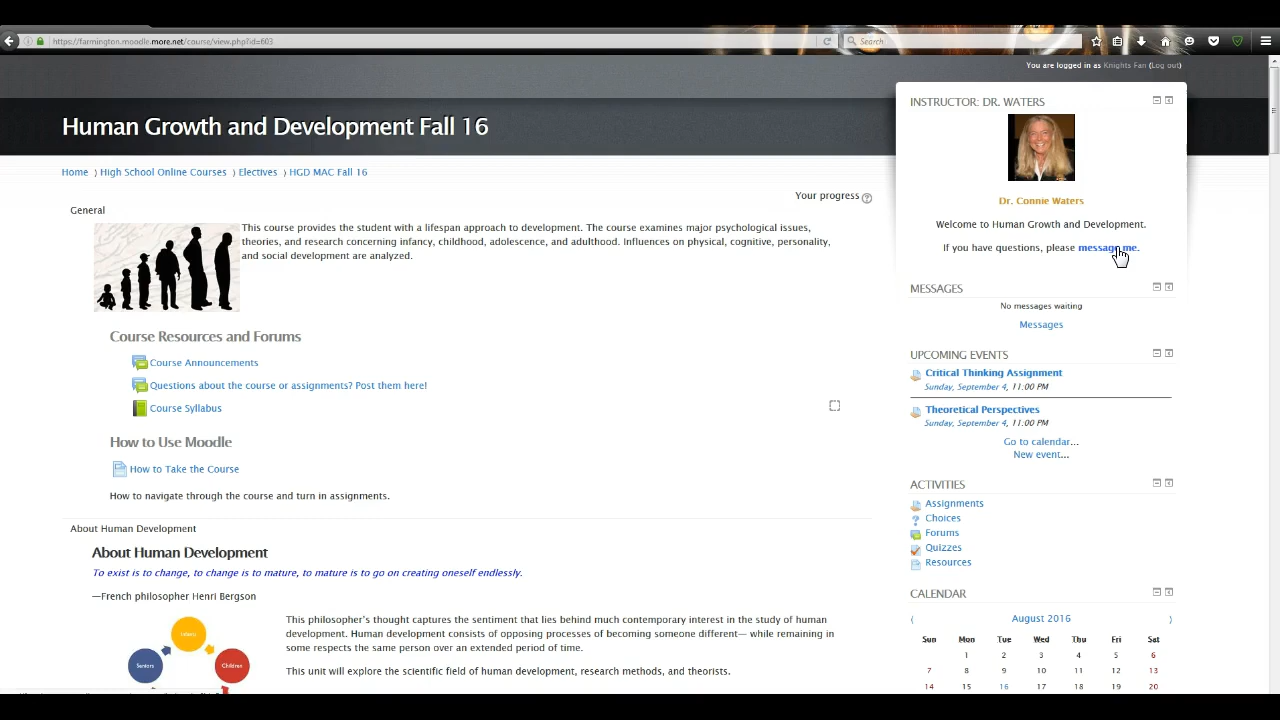 https://farmington.moodle.more.net/course/view.php?id=603
Search
You are logged in as Knights Fan (Log out)
Human Growth and Development Fall 16
Home
High School Online Courses
Electives
HGD MAC Fall 16
Your progress
General
This course provides the student with a lifespan approach to development. The course examines major psychological issues,
theories, and research concerning infancy, childhood, adolescence, and adulthood. Influences on physical, cognitive, personality,
and social development are analyzed.
Course Resources and Forums
Course Announcements
Questions about the course or assignments? Post them here!
Course Syllabus
How to Use Moodle
How to Take the Course
How to navigate through the course and turn in assignments.
About Human Development
About Human Development
To exist is to change, to change is to mature, to mature is to go on creating oneself endlessly.
—French philosopher Henri Bergson
Infancy
Seniors
Children
This philosopher's thought captures the sentiment that lies behind much contemporary interest in the study of human
development. Human development consists of opposing processes of becoming someone different— while remaining in
some respects the same person over an extended period of time.
This unit will explore the scientific field of human development, research methods, and theorists.
INSTRUCTOR: DR. WATERS
Dr. Connie Waters
Welcome to Human Growth and Development.
If you have questions, please message me.
MESSAGES
No messages waiting
Messages
UPCOMING EVENTS
Critical Thinking Assignment
Sunday, September 4, 11:00 PM
Theoretical Perspectives
Sunday, September 4, 11:00 PM
Go to calendar...
New event...
ACTIVITIES
Assignments
Choices
Forums
Quizzes
Resources
CALENDAR
August 2016
Sun Mon Tue Wed Thu Fri Sat
1 2 3 4 5 6
7 8 9 10 11 12 13
14 15 16 17 18 19 20